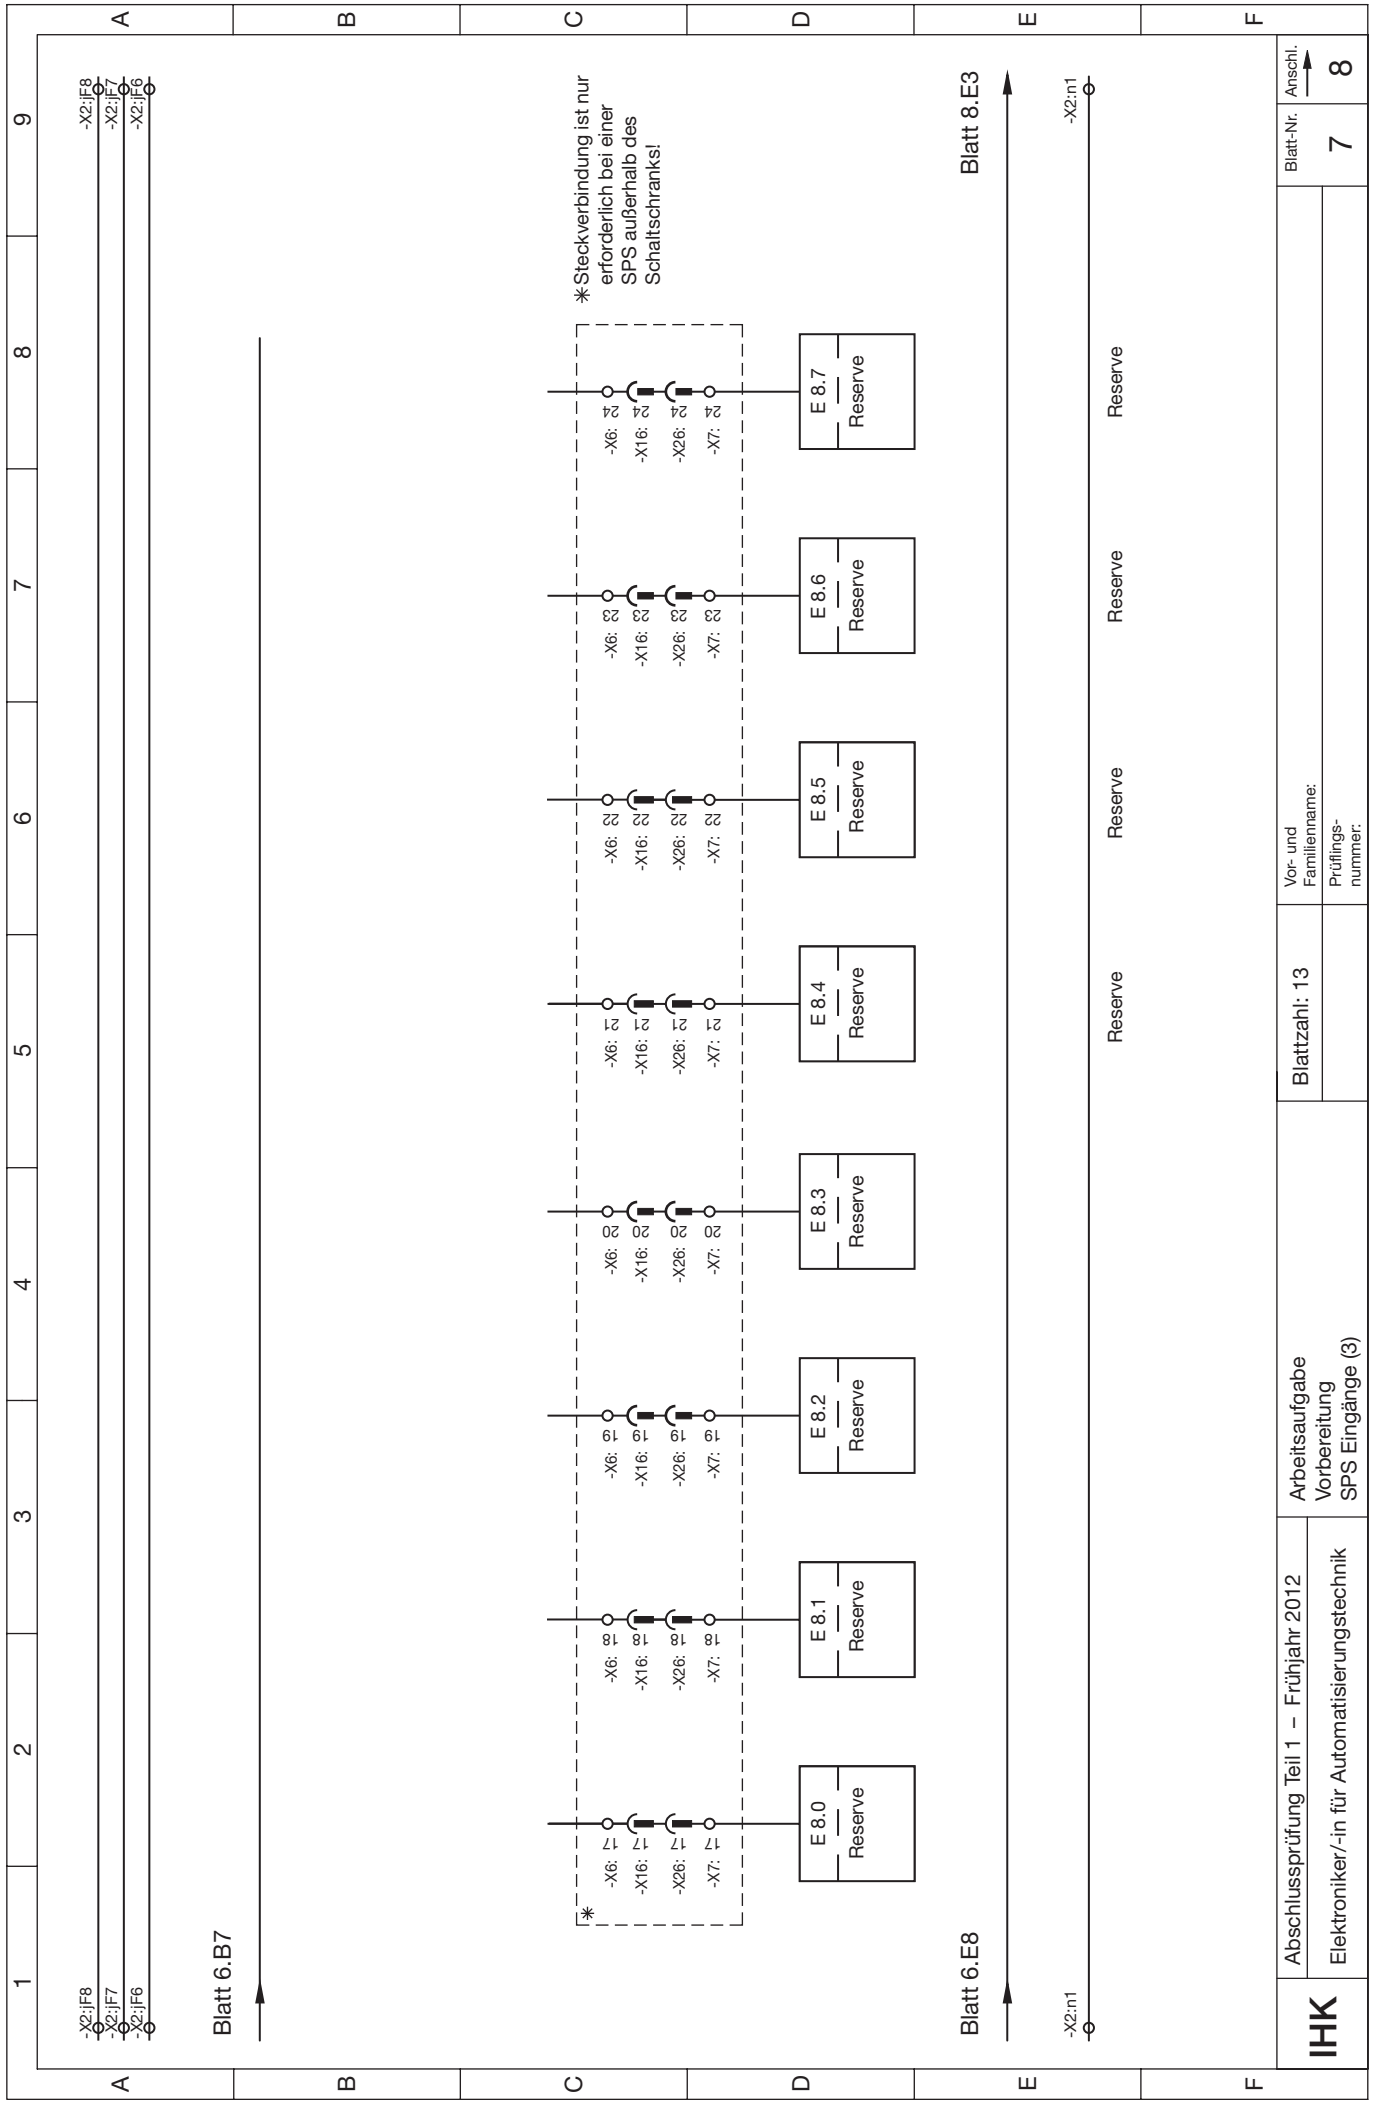 1 2 3 4 5 6 7 8 9
A A
B B
C C
D D
E E
F F
-X2:jF8 -X2:jF8
-X2:jF7 -X2:jF7
-X2:jF6 -X2:jF6
Blatt 6.B7
*Steckverbindung ist nur
erforderlich bei einer
SPS außerhalb des
Schaltschranks!
*
-X6: 17 -X6: 18 -X6: 19 -X6: 20 -X6: 21 -X6: 22 -X6: 23 -X6: 24
-X16: 17 -X16: 18 -X16: 19 -X16: 20 -X16: 21 -X16: 22 -X16: 23 -X16: 24
-X26: 17 -X26: 18 -X26: 19 -X26: 20 -X26: 21 -X26: 22 -X26: 23 -X26: 24
-X7: 17 -X7: 18 -X7: 19 -X7: 20 -X7: 21 -X7: 22 -X7: 23 -X7: 24
E 8.0 E 8.1 E 8.2 E 8.3 E 8.4 E 8.5 E 8.6 E 8.7
Reserve Reserve Reserve Reserve Reserve Reserve Reserve Reserve
Blatt 6.E8 Blatt 8.E3
-X2:n1 -X2:n1
Reserve Reserve Reserve Reserve
IHK
Abschlussprüfung Teil 1 – Frühjahr 2012
Elektroniker/-in für Automatisierungstechnik
Arbeitsaufgabe
Vorbereitung
SPS Eingänge (3)
Blattzahl: 13
Vor- und
Familienname:
Prüflings-
nummer:
Blatt-Nr.
7
Anschl.
8